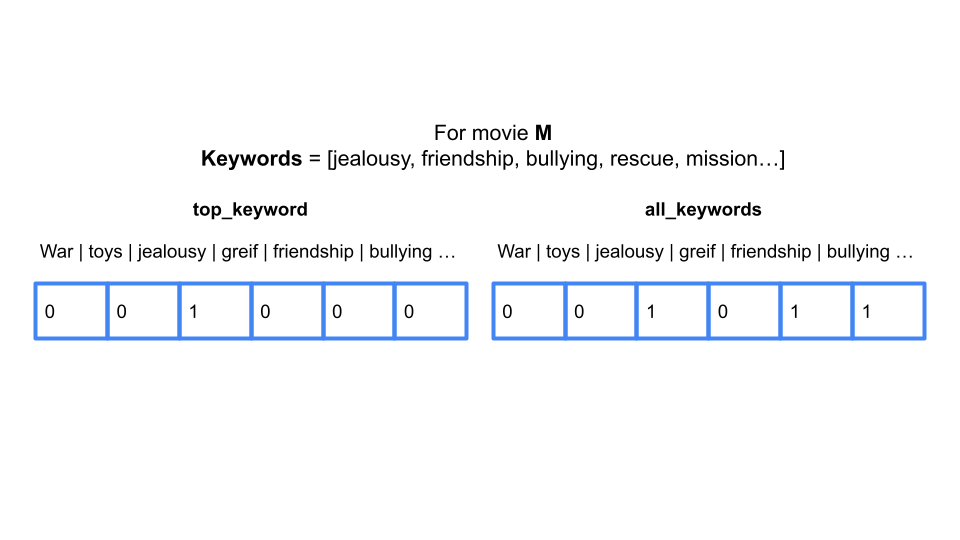 For movie M
Keywords = [jealousy, friendship, bullying, rescue, mission…]
top_keyword
War | toys | jealousy | greif | friendship | bullying …
0 0 1 0 0 0
all_keywords
War | toys | jealousy | greif | friendship | bullying …
0 0 1 0 1 1